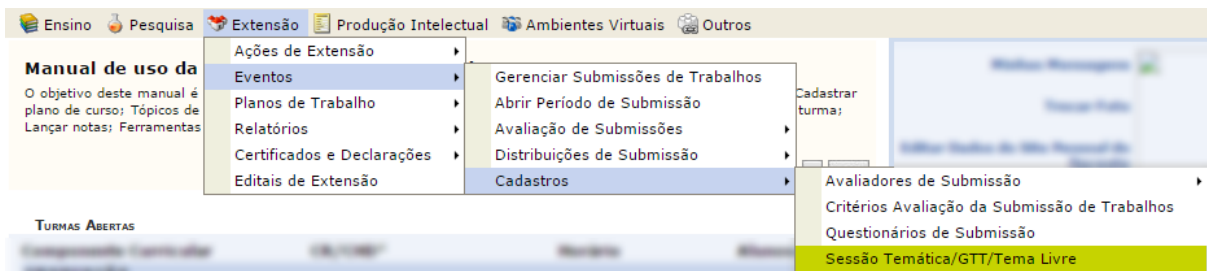 Ensino Pesquisa Extensão Produção Intelectual Ambientes Virtuais Outros
Ações de Extensão
Manual de uso da
Eventos
Gerenciar Submissões de Trabalhos
O objetivo deste manual é
Cadastrar
plano de curso; Tópicos de
Planos de Trabalho
Abrir Período de Submissão
turma;
Lançar notas; Ferramentas
Relatórios
Avaliação de Submissões
Certificados e Declarações
Distribuições de Submissão
Editais de Extensão
Cadastros
Avaliadores de Submissão
Critérios Avaliação da Submissão de Trabalhos
Turmas Abertas
Questionários de Submissão
Sessão Temática/GTT/Tema Livre